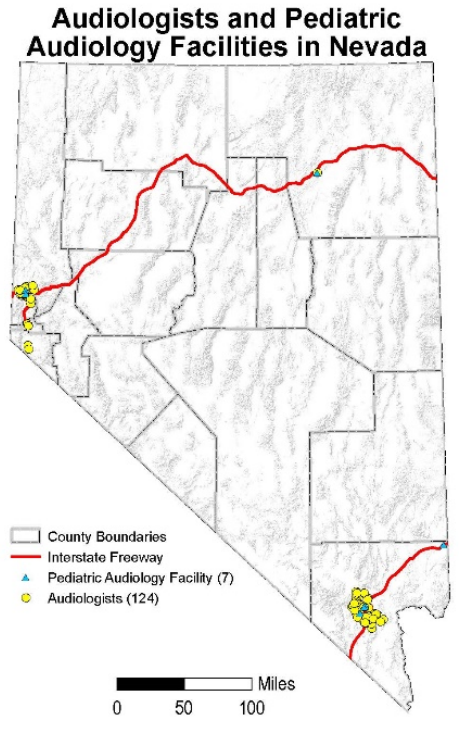 Audiologists and Pediatric
Audiology Facilities in Nevada
County Boundaries
Interstate Freeway
Pediatric Audiology Facility (7)
Audiologists (124)
Miles
0 50 100